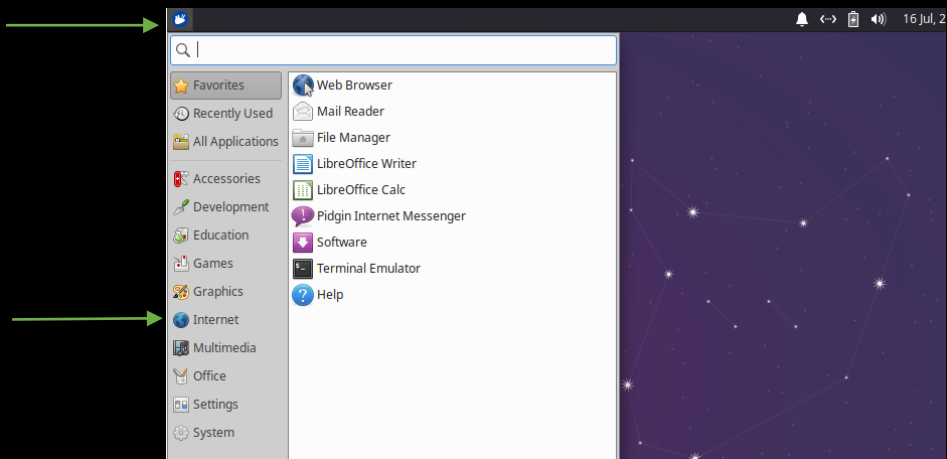 16 Jul, 2
Favorites
Recently Used
All Applications
Accessories
Development
Education
Games
Graphics
Internet
Multimedia
Office
Settings
System
Web Browser
Mail Reader
File Manager
LibreOffice Writer
LibreOffice Calc
Pidgin Internet Messenger
Software
Terminal Emulator
Help